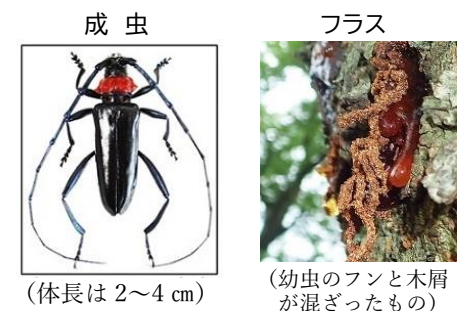 成 虫
フラス
(体長は 2～4 ㎝)
(幼虫のフンと木屑
が混ざったもの)